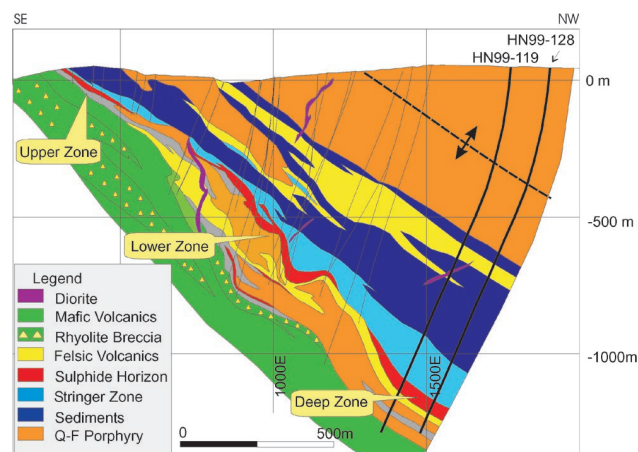 SE
NW
HN99-128
HN99-119
0 m
Upper Zone
-500 m
Lower Zone
Legend
Diorite
Mafic Volcanics
Rhyolite Breccia
Felsic Volcanics
Sulphide Horizon
Stringer Zone
Sediments
Q-F Porphyry
-1000m
1000E
1500E
Deep Zone
0
500m